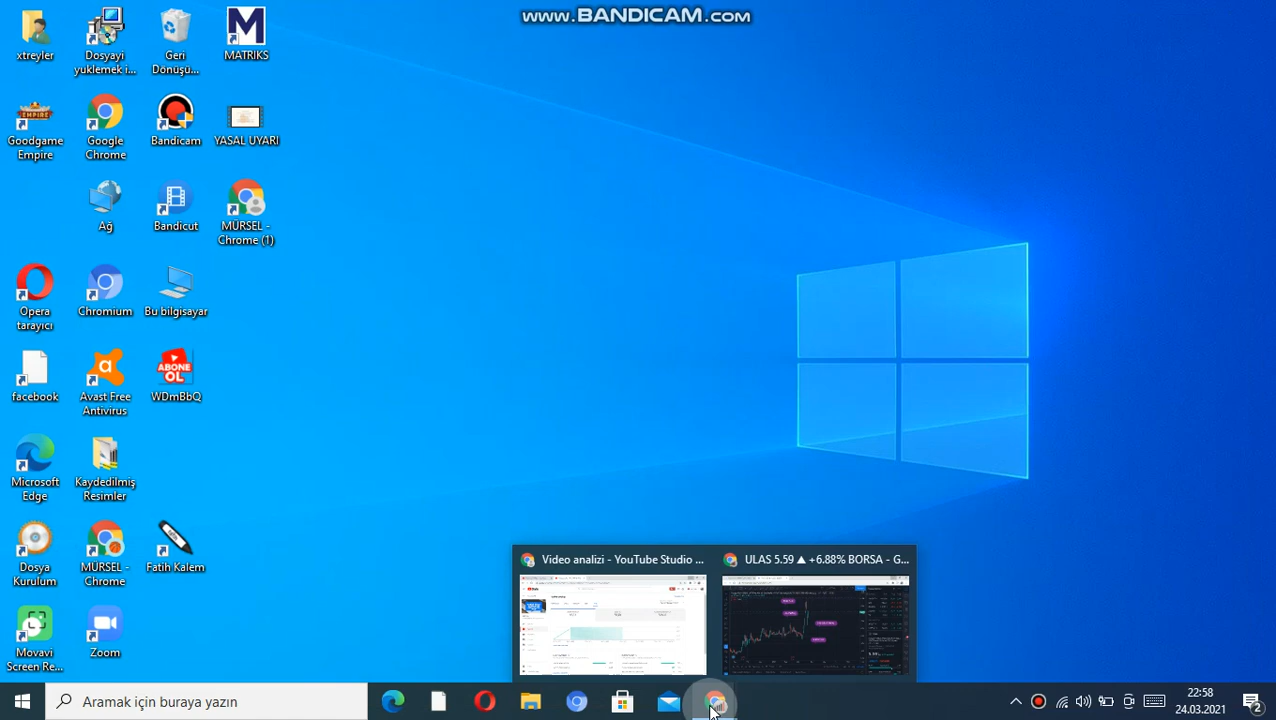 www.BANDICAM.com
xtreyler
Dosyayı
yuklemek i...
Geri
Dönüşü...
MATRIKS
Goodgame
Empire
Google
Chrome
Bandicam
YASAL UYARI
Ağ
Bandicut
MÜRSEL -
Chrome (1)
Opera
tarayıcı
Chromium
Bu bilgisayar
facebook
Avast Free
Antivirus
ABONE
OL
WDmBbQ
Microsoft
Edge
Kaydedilmiş
Resimler
Dosya
Kurulum
MÜRSEL -
Chrome
Fatih Kalem
Movavi
Screen Re...
Zoom
Video analizi - YouTube Studio ...
ULAS 5.59 ▲ +6.88% BORSA - G...
Aramak için buraya yazın
22:58
24.03.2021
2